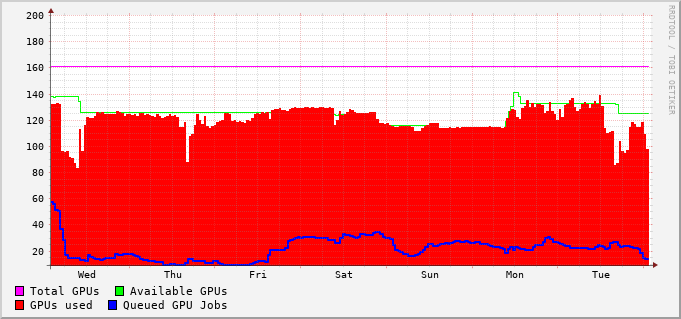 RRDTOOL / TOBI OETIKER
200
180
160
140
120
100
80
60
40
20
Wed Thu Fri Sat Sun Mon Tue
Total GPUs Available GPUs
GPUs used Queued GPU Jobs